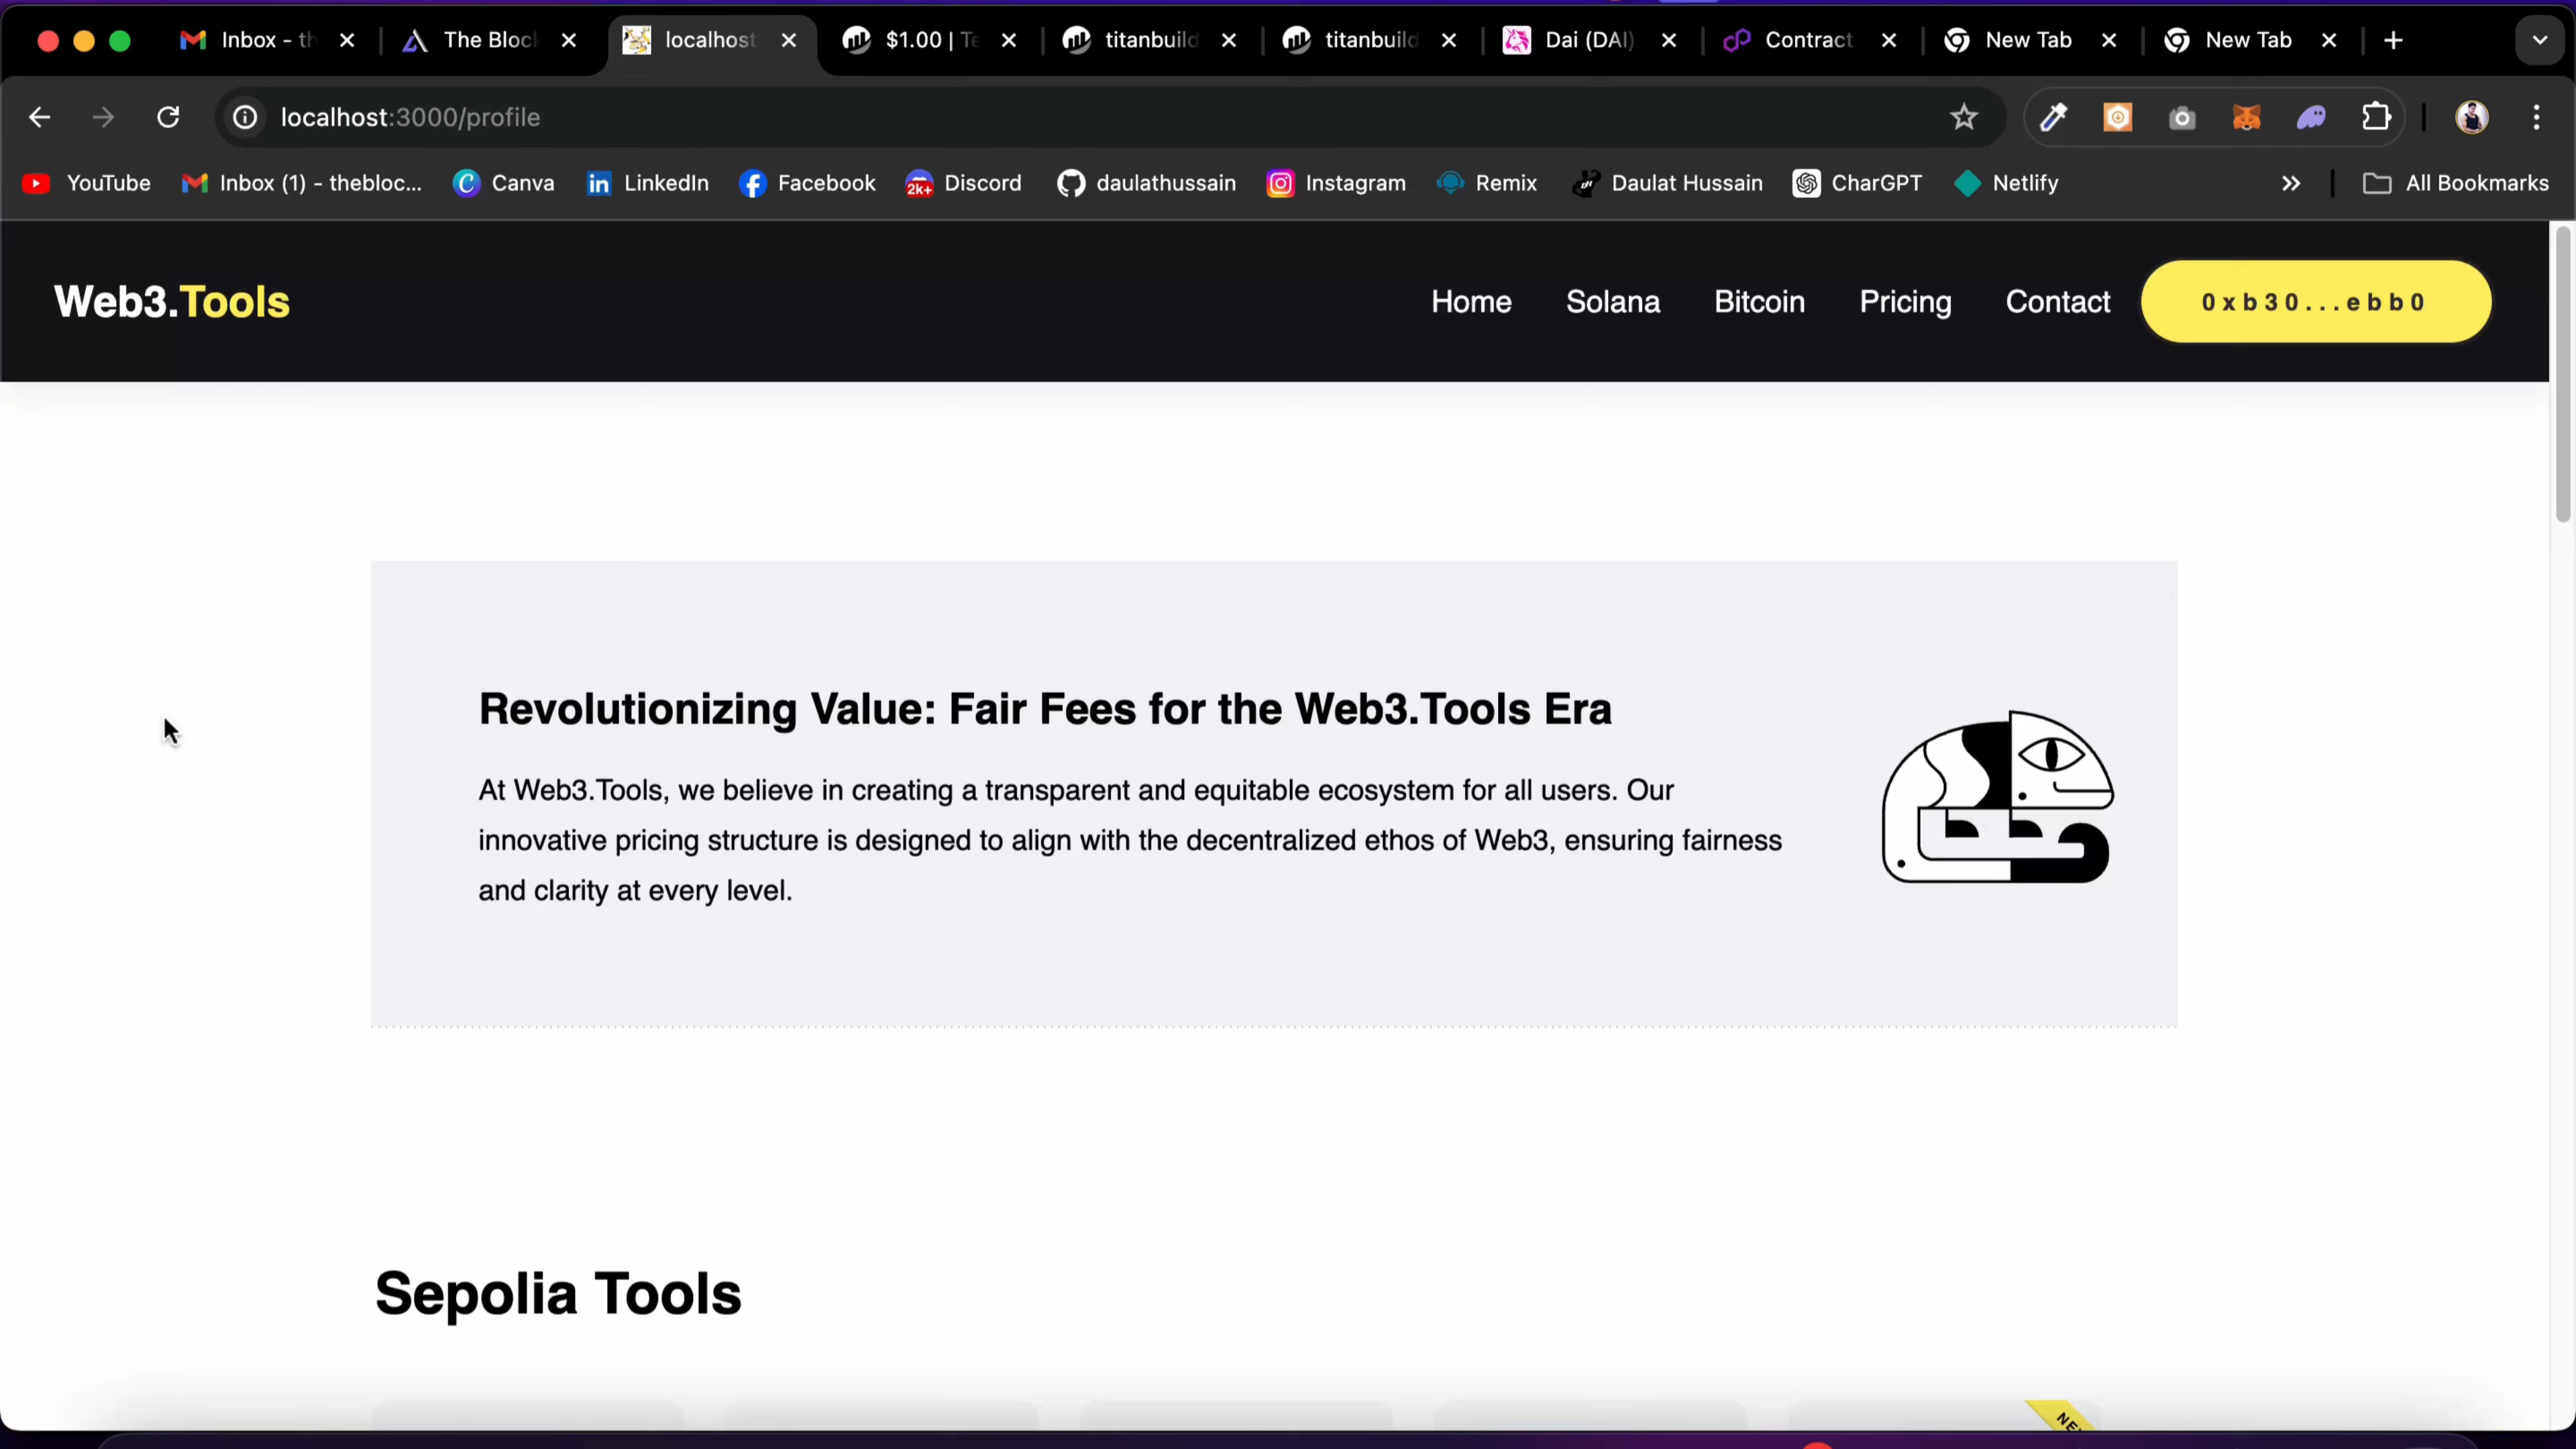 Inbox - th
The Block
localhost
$1.00 | Te
titanbuild
titanbuild
Dai (DAI)
Contract
New Tab
New Tab
localhost:3000/profile
YouTube
Inbox (1) - thebloc...
Canva
LinkedIn
Facebook
2k+
Discord
daulathussain
Instagram
Remix
Daulat Hussain
CharGPT
Netlify
All Bookmarks
Web3.Tools
Home
Solana
Bitcoin
Pricing
Contact
0xb30...ebb0
Revolutionizing Value: Fair Fees for the Web3.Tools Era
At Web3.Tools, we believe in creating a transparent and equitable ecosystem for all users. Our
innovative pricing structure is designed to align with the decentralized ethos of Web3, ensuring fairness
and clarity at every level.
Sepolia Tools